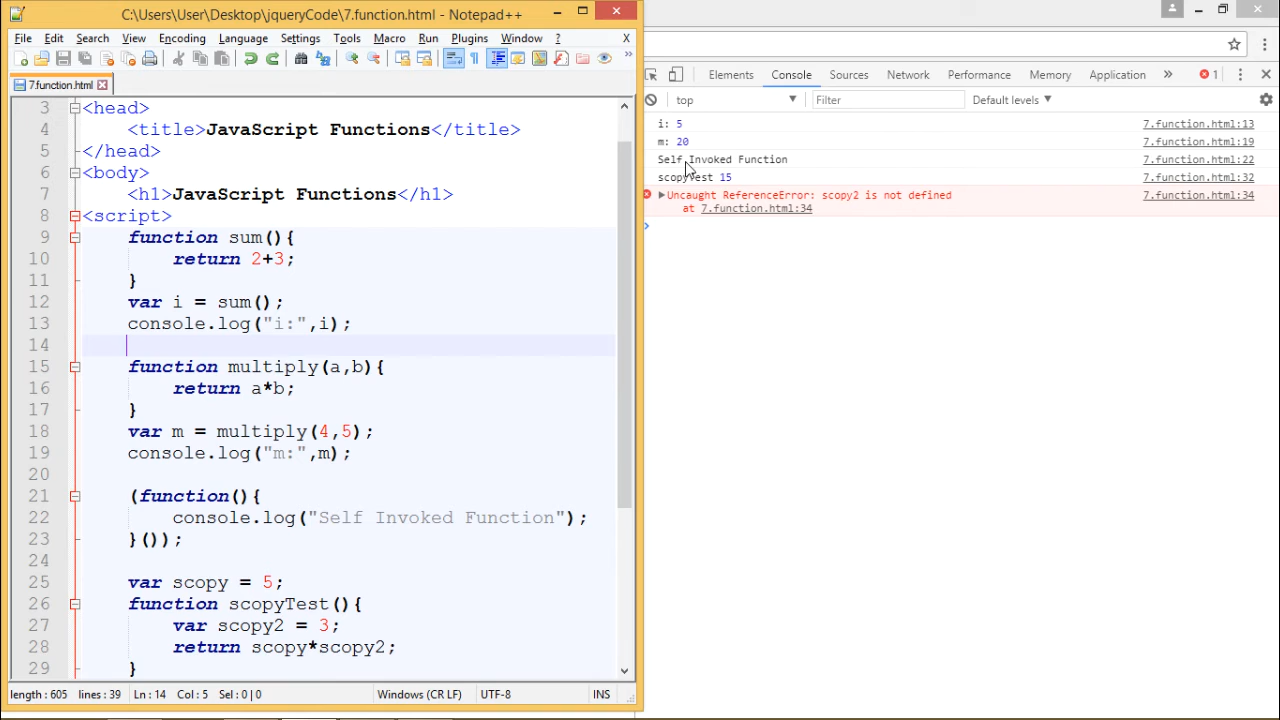 C:\Users\User\Desktop\jqueryCode\7.function.html - Notepad++
File Edit Search View Encoding Language Settings Tools Macro Run Plugins Window ? X
7.function.html
3 <head>
4 <title>JavaScript Functions</title>
5 </head>
6 <body>
7 <h1>JavaScript Functions</h1>
8 <script>
9 function sum(){
10 return 2+3;
11 }
12 var i = sum();
13 console.log("i:",i);
14
15 function multiply(a,b){
16 return a*b;
17 }
18 var m = multiply(4,5);
19 console.log("m:",m);
20
21 (function(){
22 console.log("Self Invoked Function");
23 }());
24
25 var scopy = 5;
26 function scopyTest(){
27 var scopy2 = 3;
28 return scopy*scopy2;
29 }
length : 605 lines : 39 Ln : 14 Col : 5 Sel : 0 | 0 Windows (CR LF) UTF-8 INS
Elements Console Sources Network Performance Memory Application » 1
top Filter Default levels
i: 5 7.function.html:13
m: 20 7.function.html:19
Self Invoked Function 7.function.html:22
scopyTest 15 7.function.html:32
Uncaught ReferenceError: scopy2 is not defined 7.function.html:34
at 7.function.html:34